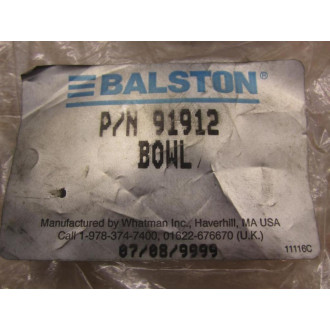 BALSTON®
P/N 91912
BOWL
Manufactured by Whatman Inc., Haverhill, MA USA
Call 1-978-374-7400, 01622-676670 (U.K.)
07/08/9999
11116C